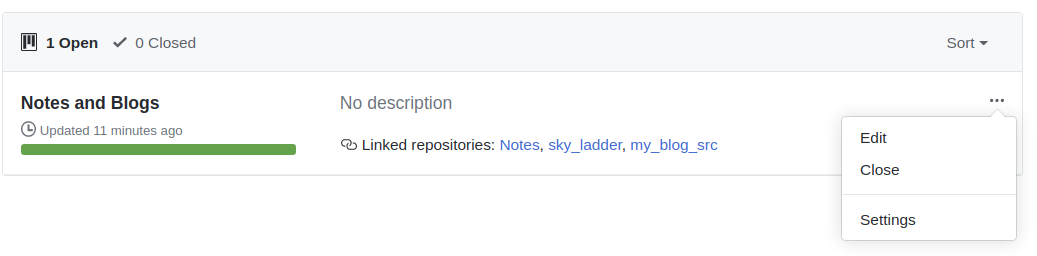 1 Open 0 Closed Sort
Notes and Blogs No description
Updated 11 minutes ago
Linked repositories: Notes, sky_ladder, my_blog_src
Edit
Close
Settings